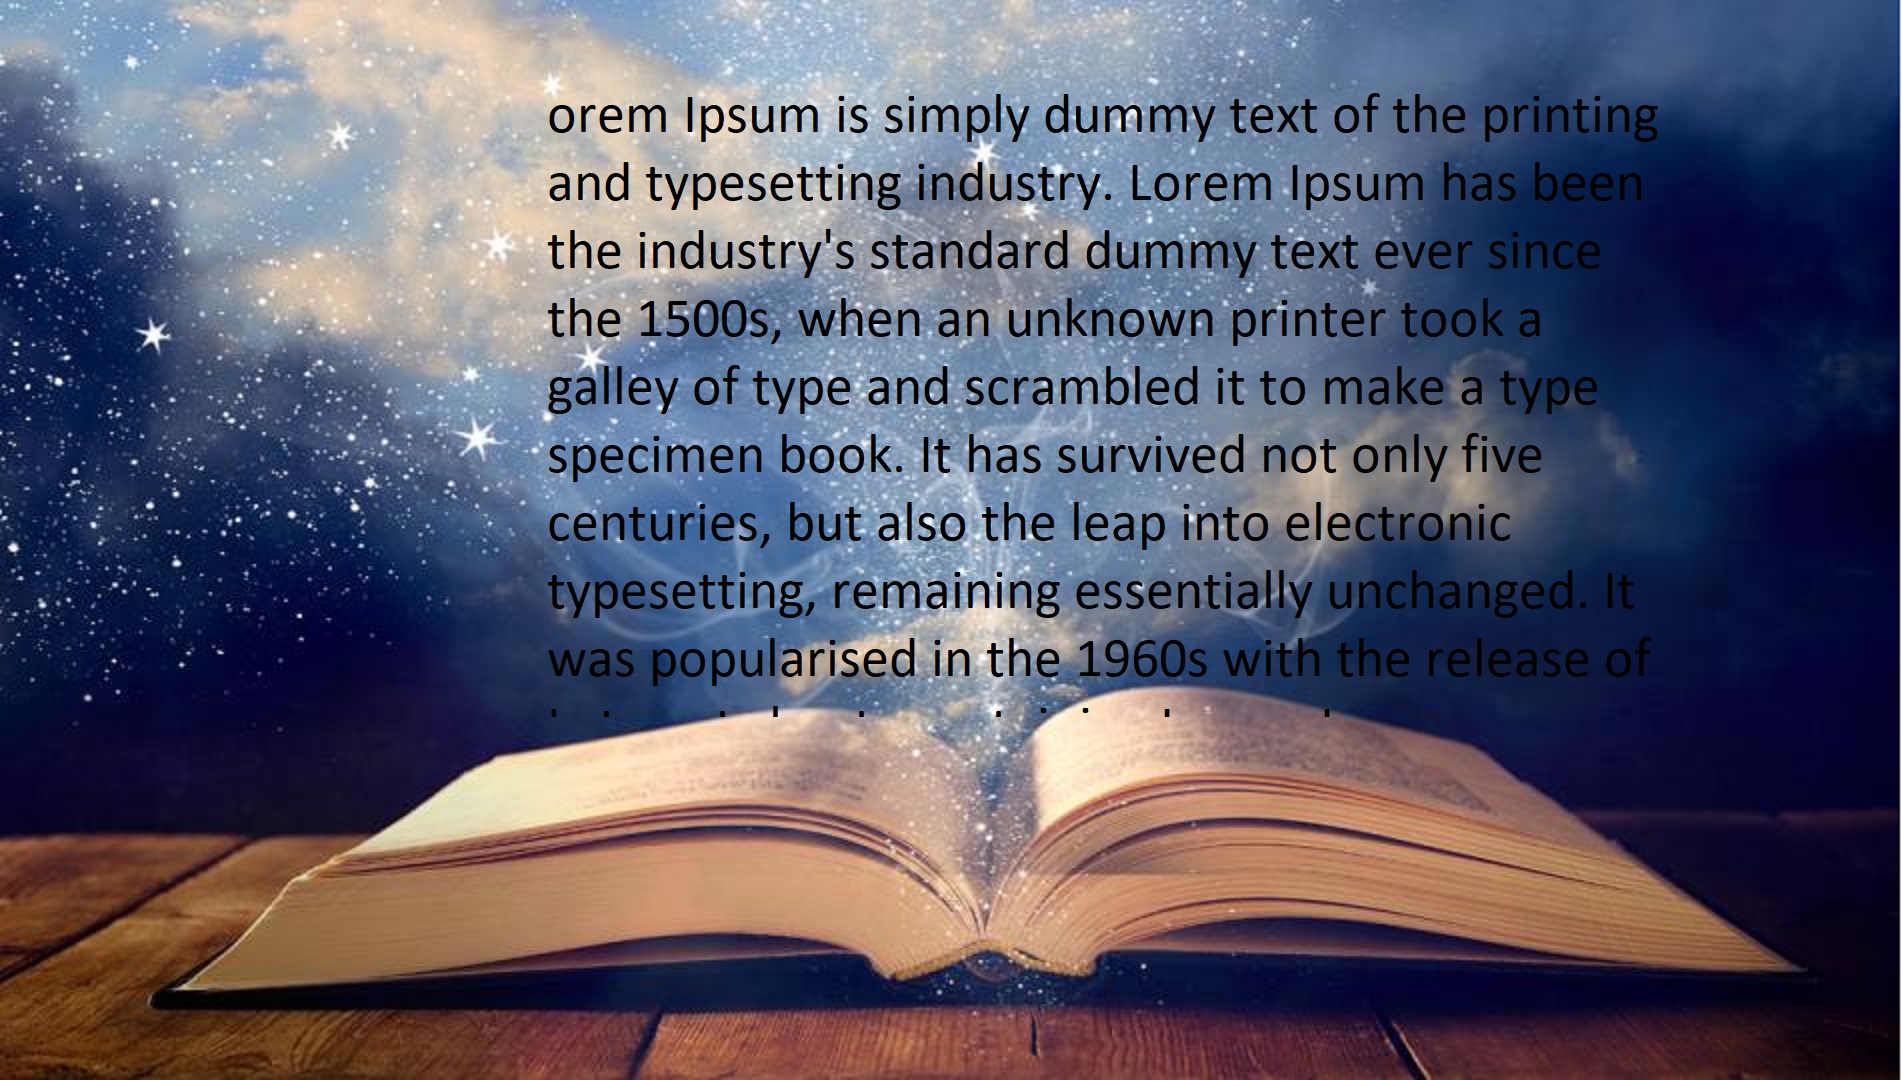 orem Ipsum is simply dummy text of the printing
and typesetting industry. Lorem Ipsum has been
the industry's standard dummy text ever since
the 1500s, when an unknown printer took a
galley of type and scrambled it to make a type
specimen book. It has survived not only five
centuries, but also the leap into electronic
typesetting, remaining essentially unchanged. It
was popularised in the 1960s with the release of